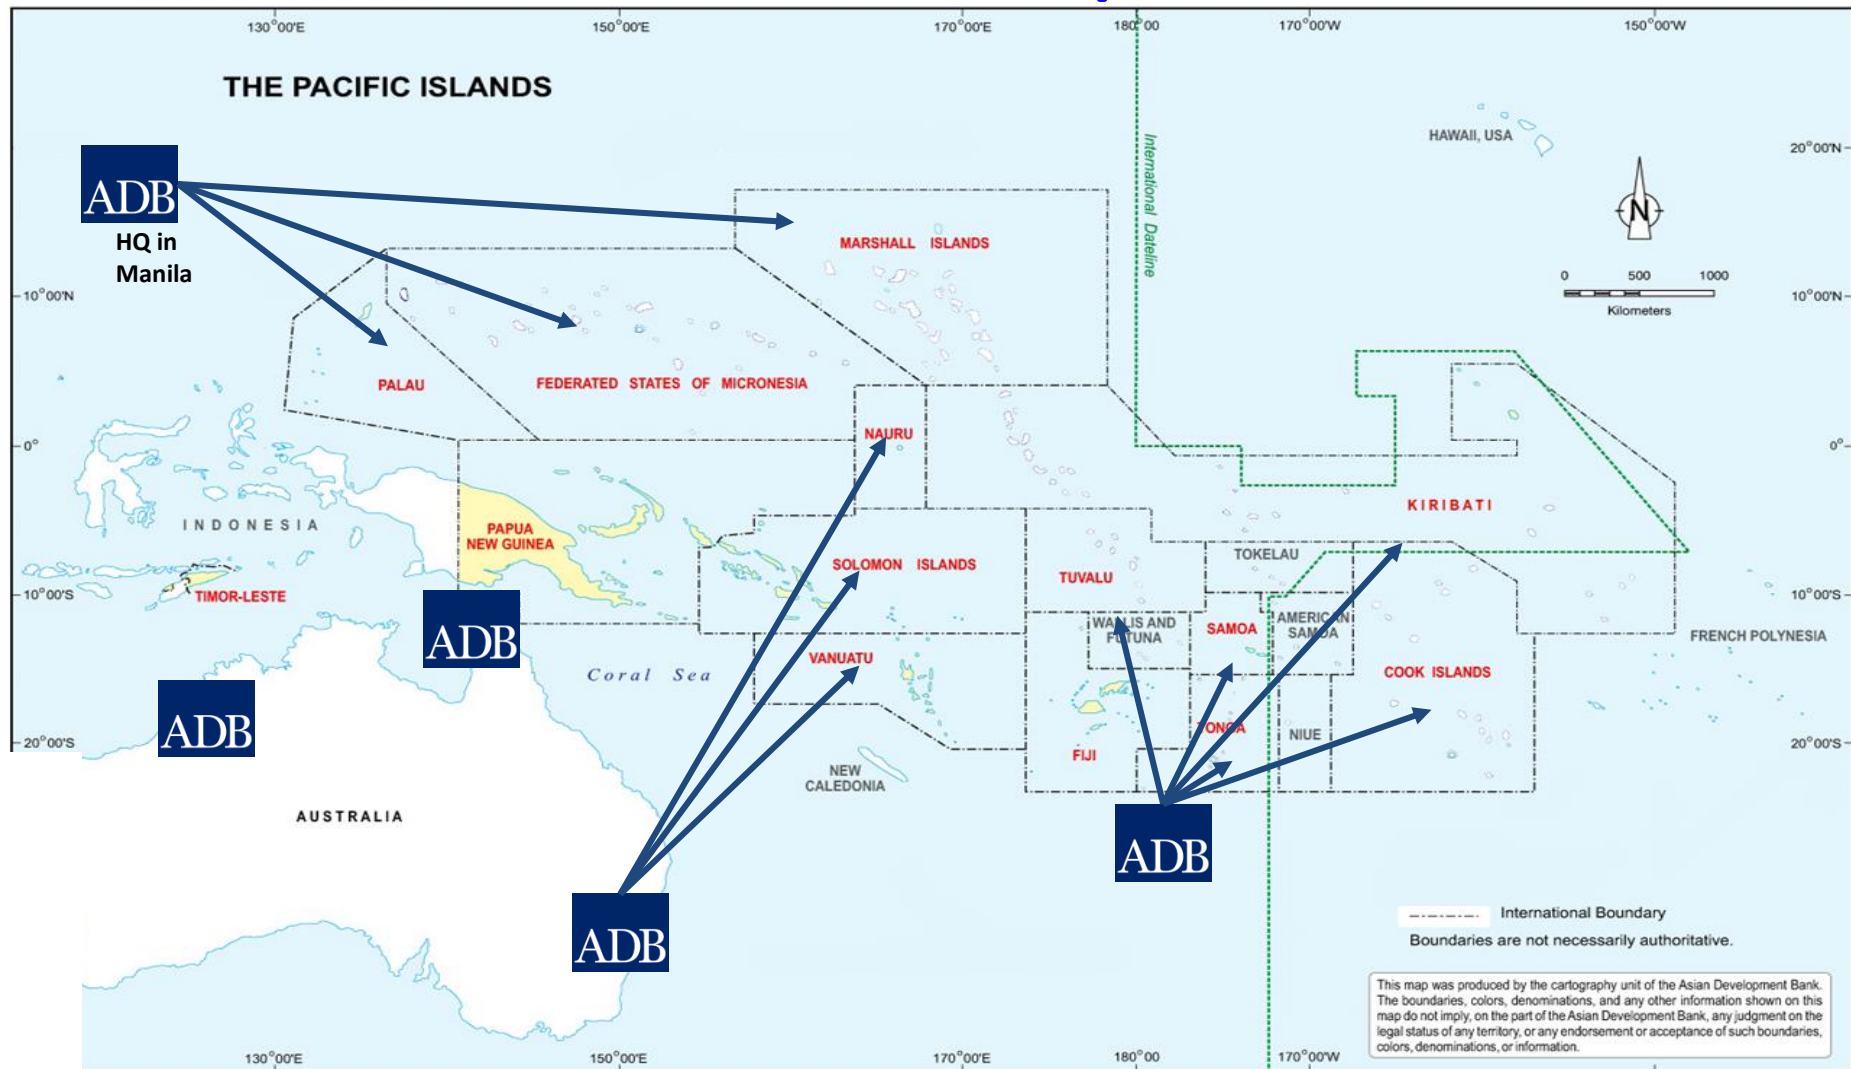 130°00'E
150°00'E
170°00'E
180°00
170°00'W
150°00'W
THE PACIFIC ISLANDS
HAWAII, USA
20°00'N
International Dateline
N
ADB
HQ in
Manila
MARSHALL ISLANDS
0 500 1000
Kilometers
10°00'N
10°00'N
PALAU
FEDERATED STATES OF MICRONESIA
NAURU
0°
0°
KIRIBATI
INDONESIA
PAPUA
NEW GUINEA
SOLOMON ISLANDS
TOKELAU
TUVALU
TIMOR-LESTE
10°00'S
10°00'S
ADB
WALLIS AND
FUTUNA
SAMOA
AMERICAN
SAMOA
FRENCH POLYNESIA
VANUATU
Coral Sea
COOK ISLANDS
ADB
TONGA
NIUE
20°00'S
20°00'S
FIJI
NEW
CALEDONIA
AUSTRALIA
ADB
ADB
International Boundary
Boundaries are not necessarily authoritative.
This map was produced by the cartography unit of the Asian Development Bank.
The boundaries, colors, denominations, and any other information shown on this
map do not imply, on the part of the Asian Development Bank, any judgment on the
legal status of any territory, or any endorsement or acceptance of such boundaries,
colors, denominations, or information.
130°00'E
150°00'E
170°00'E
180°00
170°00'W